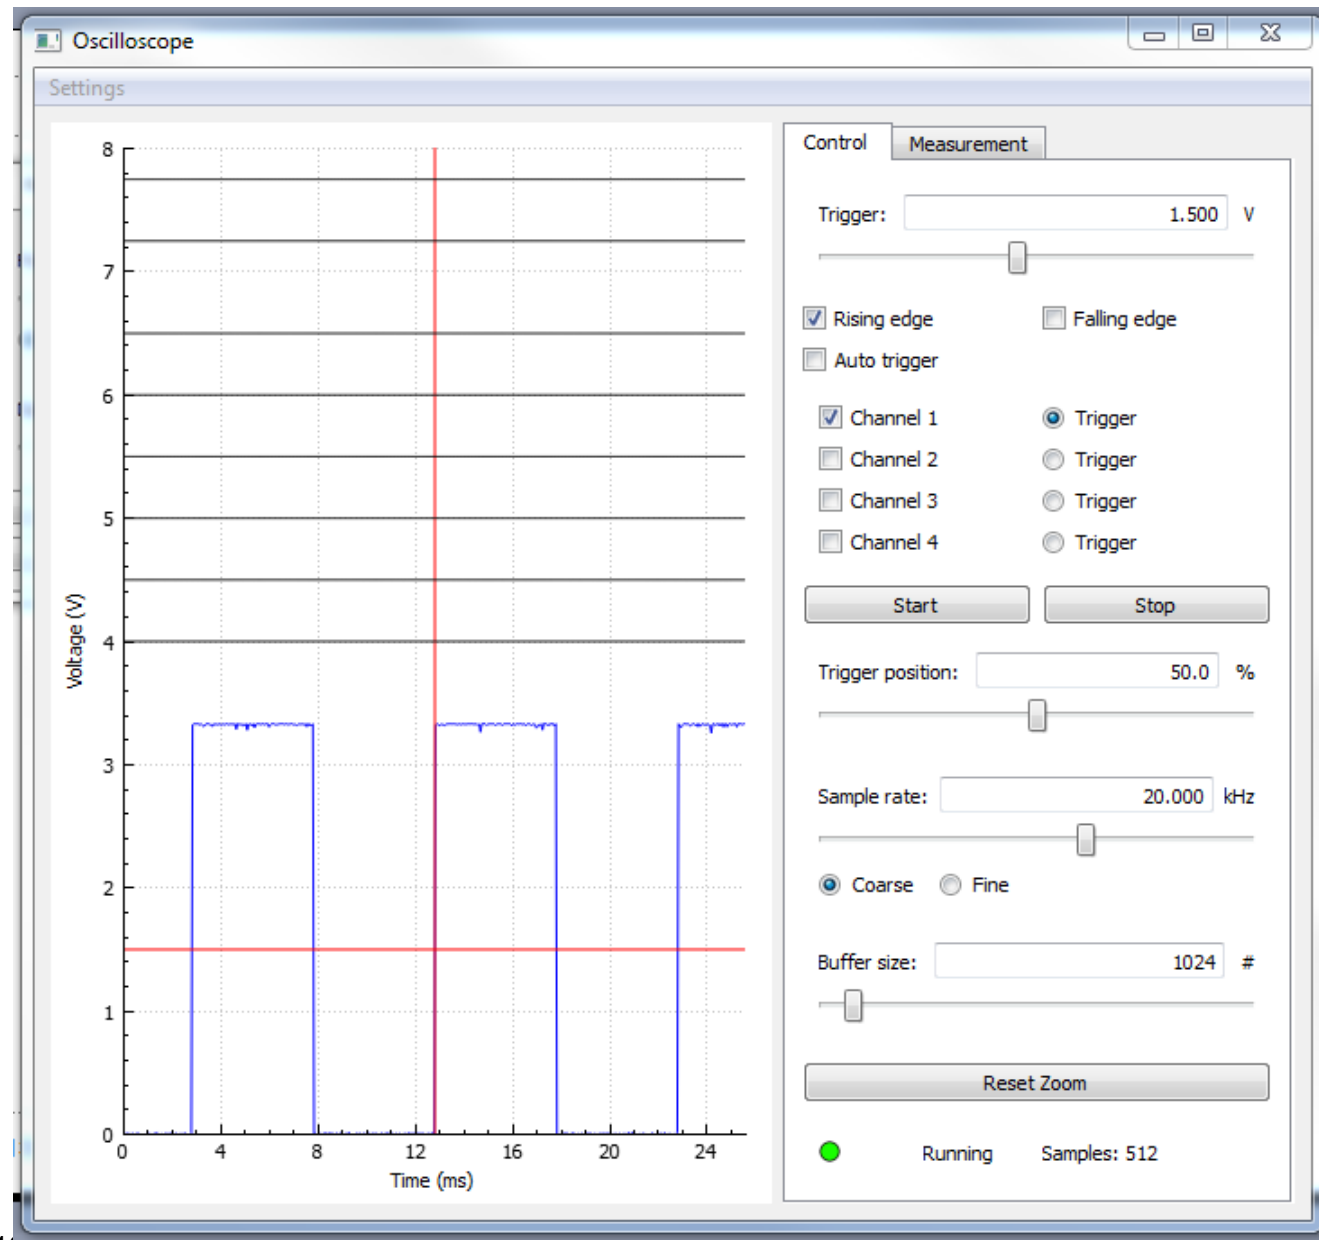 Oscilloscope
Settings
Control Measurement
Trigger: 1.500 V
Rising edge Falling edge
Auto trigger
Channel 1 Trigger
Channel 2 Trigger
Channel 3 Trigger
Channel 4 Trigger
Start Stop
Trigger position: 50.0 %
Sample rate: 20.000 kHz
Coarse Fine
Buffer size: 1024 #
Reset Zoom
Running Samples: 512
Voltage (V)
8
7
6
5
4
3
2
1
0
0 4 8 12 16 20 24
Time (ms)